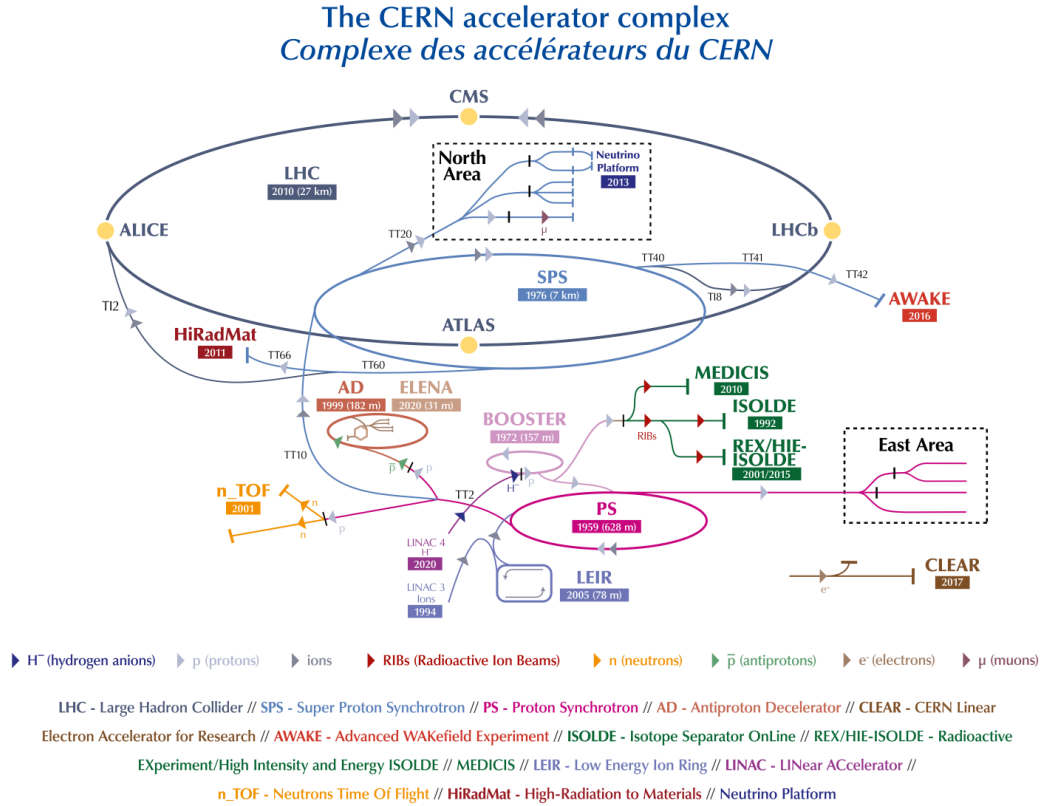 The CERN accelerator complex
Complexe des accélérateurs du CERN
CMS
North
Area
Neutrino
Platform
2013
LHC
2010 (27 km)
μ
ALICE
TT20
LHCb
TT40
TT41
TT42
SPS
1976 (7 km)
TI8
TI2
AWAKE
2016
ATLAS
HiRadMat
2011
TT66
TT60
AD
1999 (182 m)
ELENA
2020 (31 m)
MEDICIS
2010
BOOSTER
1972 (157 m)
ISOLDE
1992
RIBs
REX/HIE-
ISOLDE
2001/2015
East Area
TT10
p̅
p
H⁻
p
TT2
n_TOF
2001
n
n
p
PS
1959 (628 m)
LINAC 4
H⁻
2020
LINAC 3
Ions
1994
LEIR
2005 (78 m)
CLEAR
2017
e⁻
H⁻ (hydrogen anions)
p (protons)
ions
RIBs (Radioactive Ion Beams)
n (neutrons)
p̅ (antiprotons)
e⁻ (electrons)
μ (muons)
LHC - Large Hadron Collider // SPS - Super Proton Synchrotron // PS - Proton Synchrotron // AD - Antiproton Decelerator // CLEAR - CERN Linear
Electron Accelerator for Research // AWAKE - Advanced WAKefield Experiment // ISOLDE - Isotope Separator OnLine // REX/HIE-ISOLDE - Radioactive
EXperiment/High Intensity and Energy ISOLDE // MEDICIS // LEIR - Low Energy Ion Ring // LINAC - LINear ACcelerator //
n_TOF - Neutrons Time Of Flight // HiRadMat - High-Radiation to Materials // Neutrino Platform